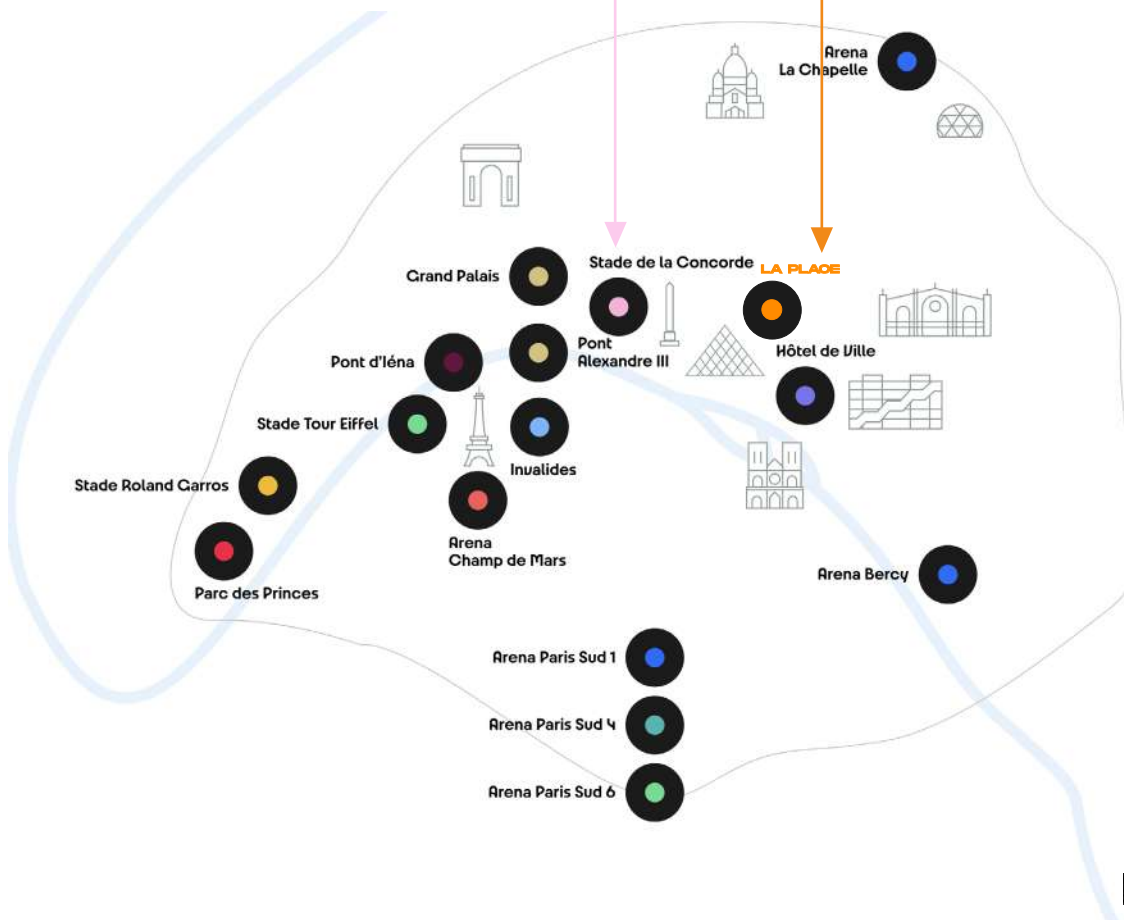 Arena
La Chapelle
Stade de la Concorde
LA PLACE
Grand Palais
Pont
Alexandre III
Hôtel de Ville
Pont d'Iéna
Stade Tour Eiffel
Invalides
Stade Roland Garros
Arena
Champ de Mars
Parc des Princes
Arena Bercy
Arena Paris Sud 1
Arena Paris Sud 4
Arena Paris Sud 6